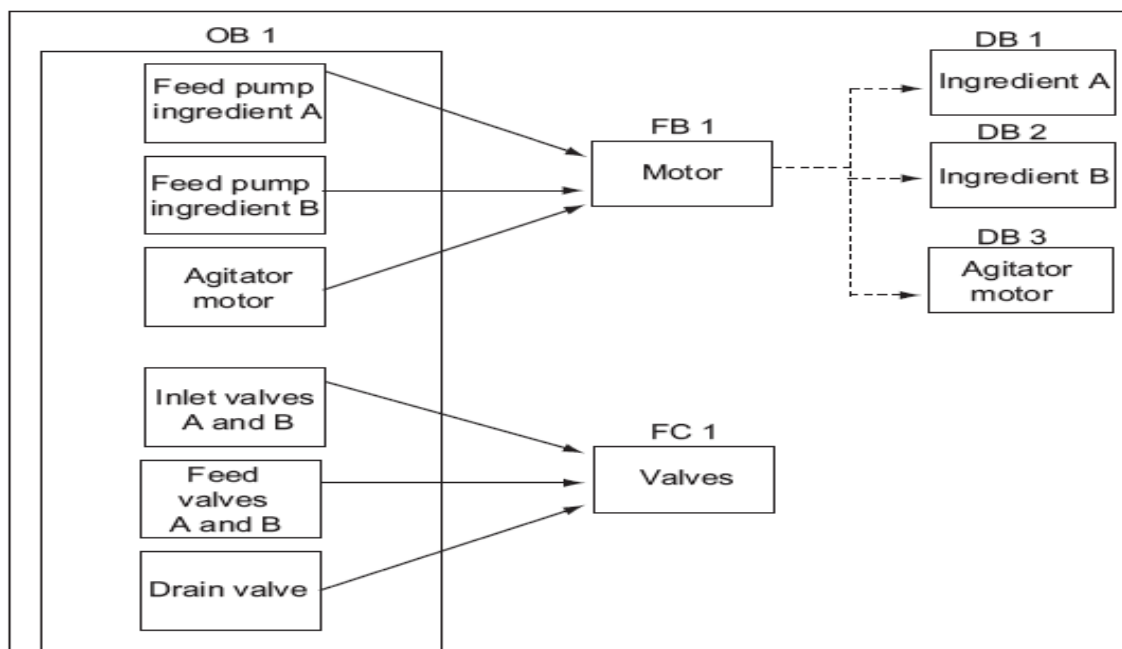 OB 1
Feed pump
ingredient A
Feed pump
ingredient B
Agitator
motor
Inlet valves
A and B
Feed
valves
A and B
Drain valve
FB 1
Motor
FC 1
Valves
DB 1
Ingredient A
DB 2
Ingredient B
DB 3
Agitator
motor